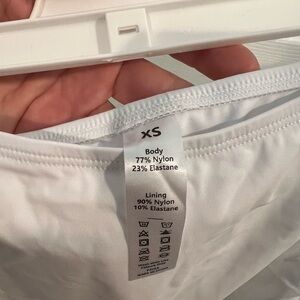 XS
Body
77% Nylon
23% Elastane
Lining
90% Nylon
10% Elastane